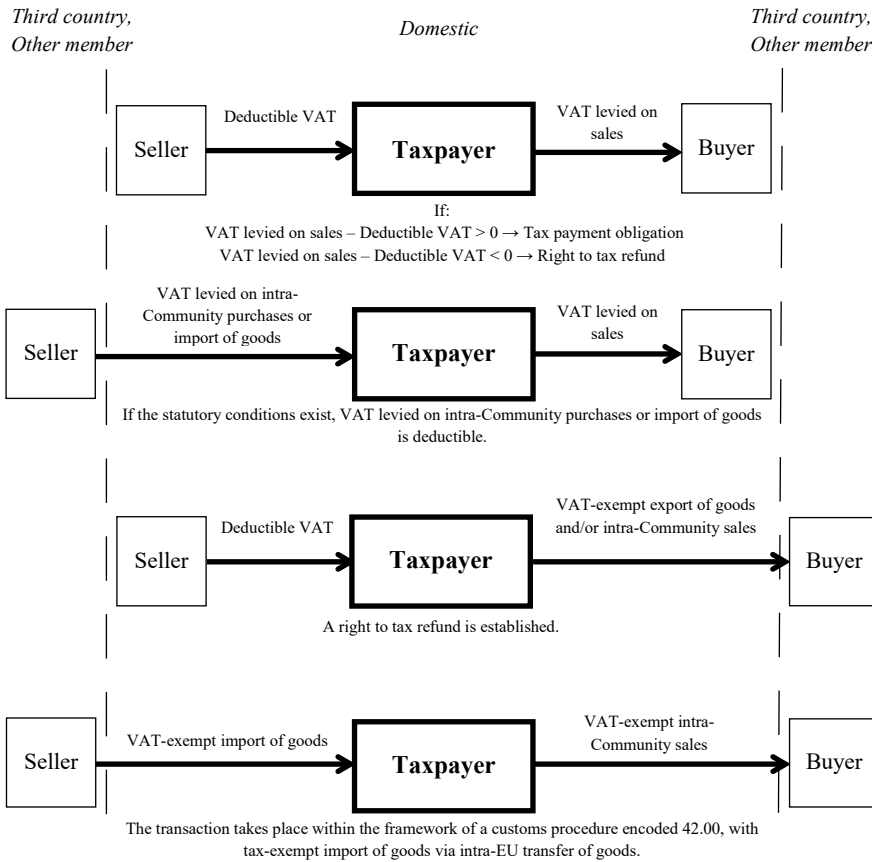 Third country,
Other member
Domestic
Third country,
Other member
Seller
Deductible VAT
Taxpayer
VAT levied on
sales
Buyer
If:
VAT levied on sales – Deductible VAT > 0 → Tax payment obligation
VAT levied on sales – Deductible VAT < 0 → Right to tax refund
Seller
VAT levied on intra-
Community purchases or
import of goods
Taxpayer
VAT levied on
sales
Buyer
If the statutory conditions exist, VAT levied on intra-Community purchases or import of goods
is deductible.
Seller
Deductible VAT
Taxpayer
VAT-exempt export of goods
and/or intra-Community sales
Buyer
A right to tax refund is established.
Seller
VAT-exempt import of goods
Taxpayer
VAT-exempt intra-
Community sales
Buyer
The transaction takes place within the framework of a customs procedure encoded 42.00, with
tax-exempt import of goods via intra-EU transfer of goods.